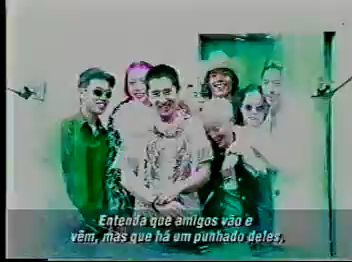 Entenda que amigos vão e
vêm, mas que há um punhado deles,